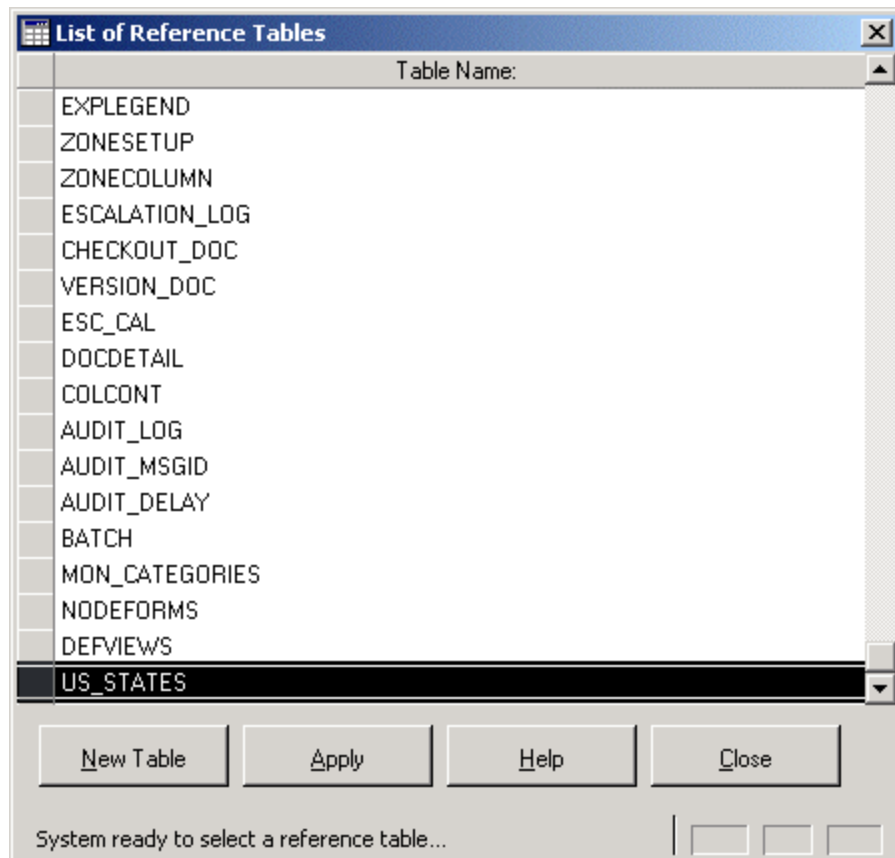 List of Reference Tables
Table Name:
EXPLEGEND
ZONESETUP
ZONECOLUMN
ESCALATION_LOG
CHECKOUT_DOC
VERSION_DOC
ESC_CAL
DOCDETAIL
COLCONT
AUDIT_LOG
AUDIT_MSGID
AUDIT_DELAY
BATCH
MON_CATEGORIES
NODEFORMS
DEFVIEWS
US_STATES
New Table Apply Help Close
System ready to select a reference table...